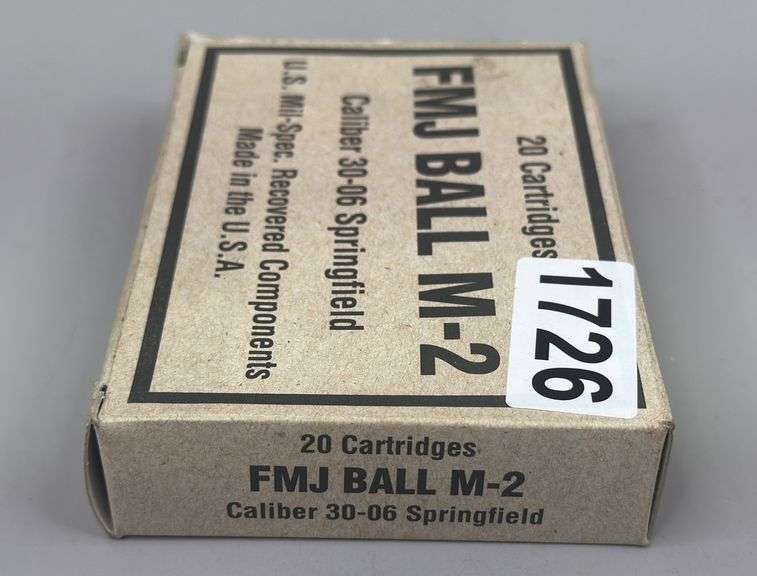 20 Cartridges
FMJ BALL M-2
Caliber 30-06 Springfield
U.S. Mil-Spec. Recovered Components
Made in the U.S.A.
1726
20 Cartridges
FMJ BALL M-2
Caliber 30-06 Springfield